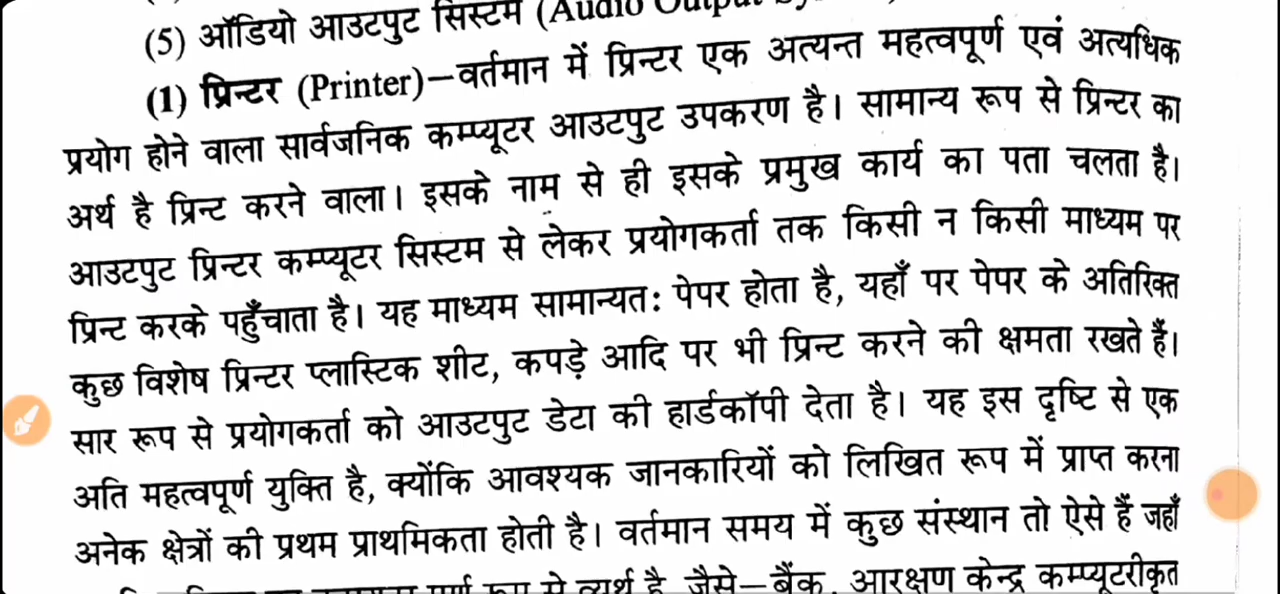 (5) ऑडियो आउटपुट सिस्टम (Audio Output
(1) प्रिन्टर (Printer)—वर्तमान में प्रिन्टर एक अत्यन्त महत्वपूर्ण एवं अत्यधिक
प्रयोग होने वाला सार्वजनिक कम्प्यूटर आउटपुट उपकरण है। सामान्य रूप से प्रिन्टर का
अर्थ है प्रिन्ट करने वाला। इसके नाम से ही इसके प्रमुख कार्य का पता चलता है।
आउटपुट प्रिन्टर कम्प्यूटर सिस्टम से लेकर प्रयोगकर्ता तक किसी न किसी माध्यम पर
प्रिन्ट करके पहुँचाता है। यह माध्यम सामान्यत: पेपर होता है, यहाँ पर पेपर के अतिरिक्त
कुछ विशेष प्रिन्टर प्लास्टिक शीट, कपड़े आदि पर भी प्रिन्ट करने की क्षमता रखते हैं।
सार रूप से प्रयोगकर्ता को आउटपुट डेटा की हार्डकॉपी देता है। यह इस दृष्टि से एक
अति महत्वपूर्ण युक्ति है, क्योंकि आवश्यक जानकारियों को लिखित रूप में प्राप्त करना
अनेक क्षेत्रों की प्रथम प्राथमिकता होती है। वर्तमान समय में कुछ संस्थान तो ऐसे हैं जहाँ
रूप से व्यर्थ है, जैसे—बैंक, आरक्षण केन्द्र कम्प्यूटरीकृत